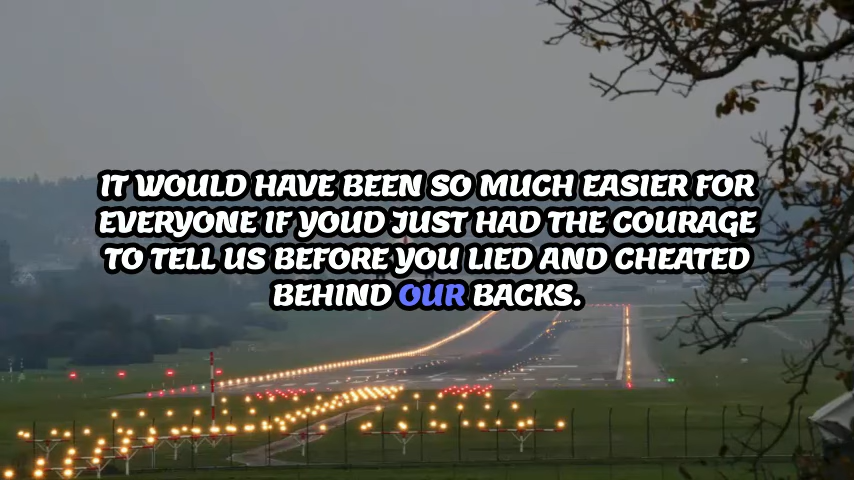 IT WOULD HAVE BEEN SO MUCH EASIER FOR
EVERYONE IF YOUD JUST HAD THE COURAGE
TO TELL US BEFORE YOU LIED AND CHEATED
BEHIND OUR BACKS.